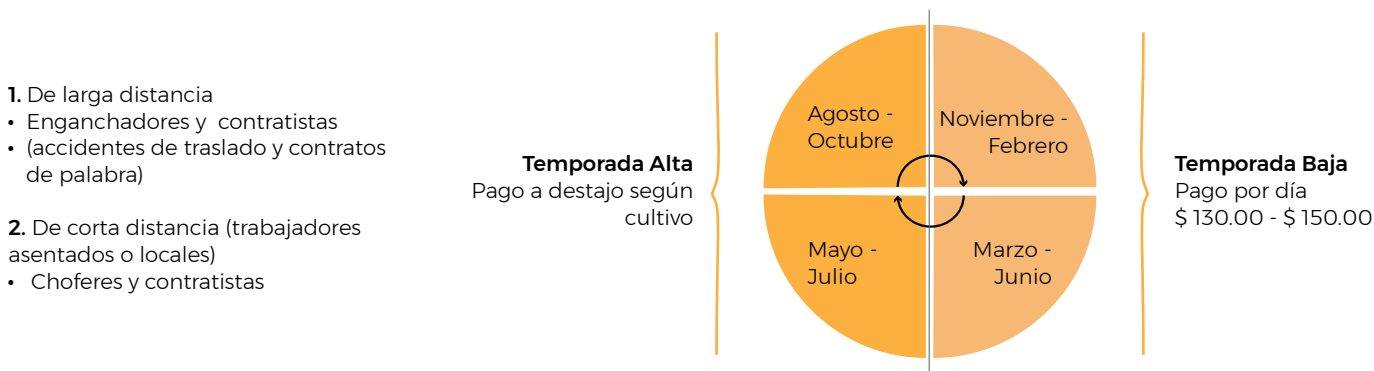 1. De larga distancia
• Enganchadores y contratistas
• (accidentes de traslado y contratos
de palabra)
2. De corta distancia (trabajadores
asentados o locales)
• Choferes y contratistas
Temporada Alta
Pago a destajo según
cultivo
Agosto -
Octubre
Noviembre -
Febrero
Mayo -
Julio
Marzo -
Junio
Temporada Baja
Pago por día
$ 130.00 - $ 150.00